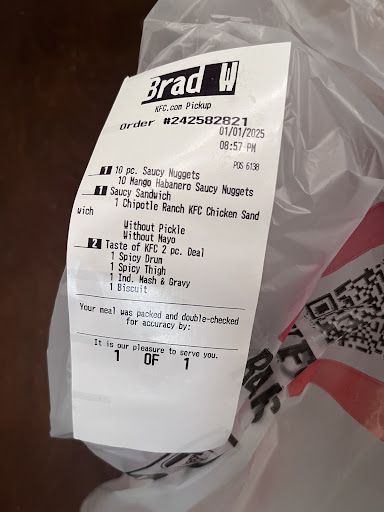 Brad W
KFC.com Pickup
Order #242582821
01/01/2025
08:57 PM
POS 6138
1 10 pc. Saucy Nuggets
10 Mango Habanero Saucy Nuggets
1 Saucy Sandwich
1 Chipotle Ranch KFC Chicken Sand
wich
Without Pickle
Without Mayo
2 Taste of KFC 2 pc. Deal
1 Spicy Drum
1 Spicy Thigh
1 Ind. Mash & Gravy
1 Biscuit
Your meal was packed and double-checked
for accuracy by:
It is our pleasure to serve you.
1 OF 1